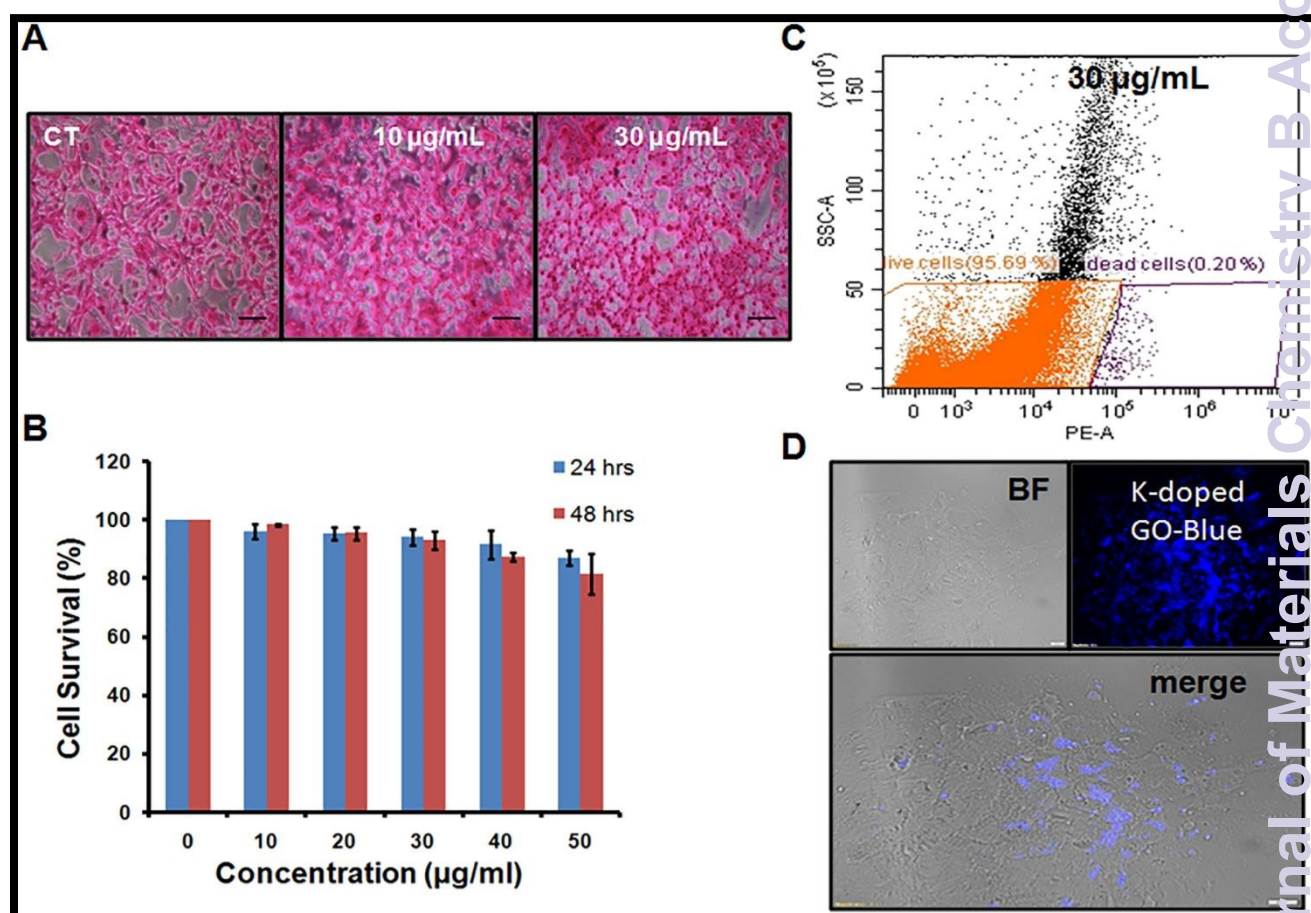 A
CT
10 µg/mL
30 µg/mL
B
120
100
80
60
40
20
0
Cell Survival (%)
24 hrs
48 hrs
0 10 20 30 40 50
Concentration (µg/ml)
C
30 µg/mL
(x10⁵)
150
100
50
0
SSC-A
live cells(95.69 %)
dead cells(0.20 %)
0 10³ 10⁴ 10⁵ 10⁶
PE-A
D
BF
K-doped
GO-Blue
merge
of Materials Chemistry B